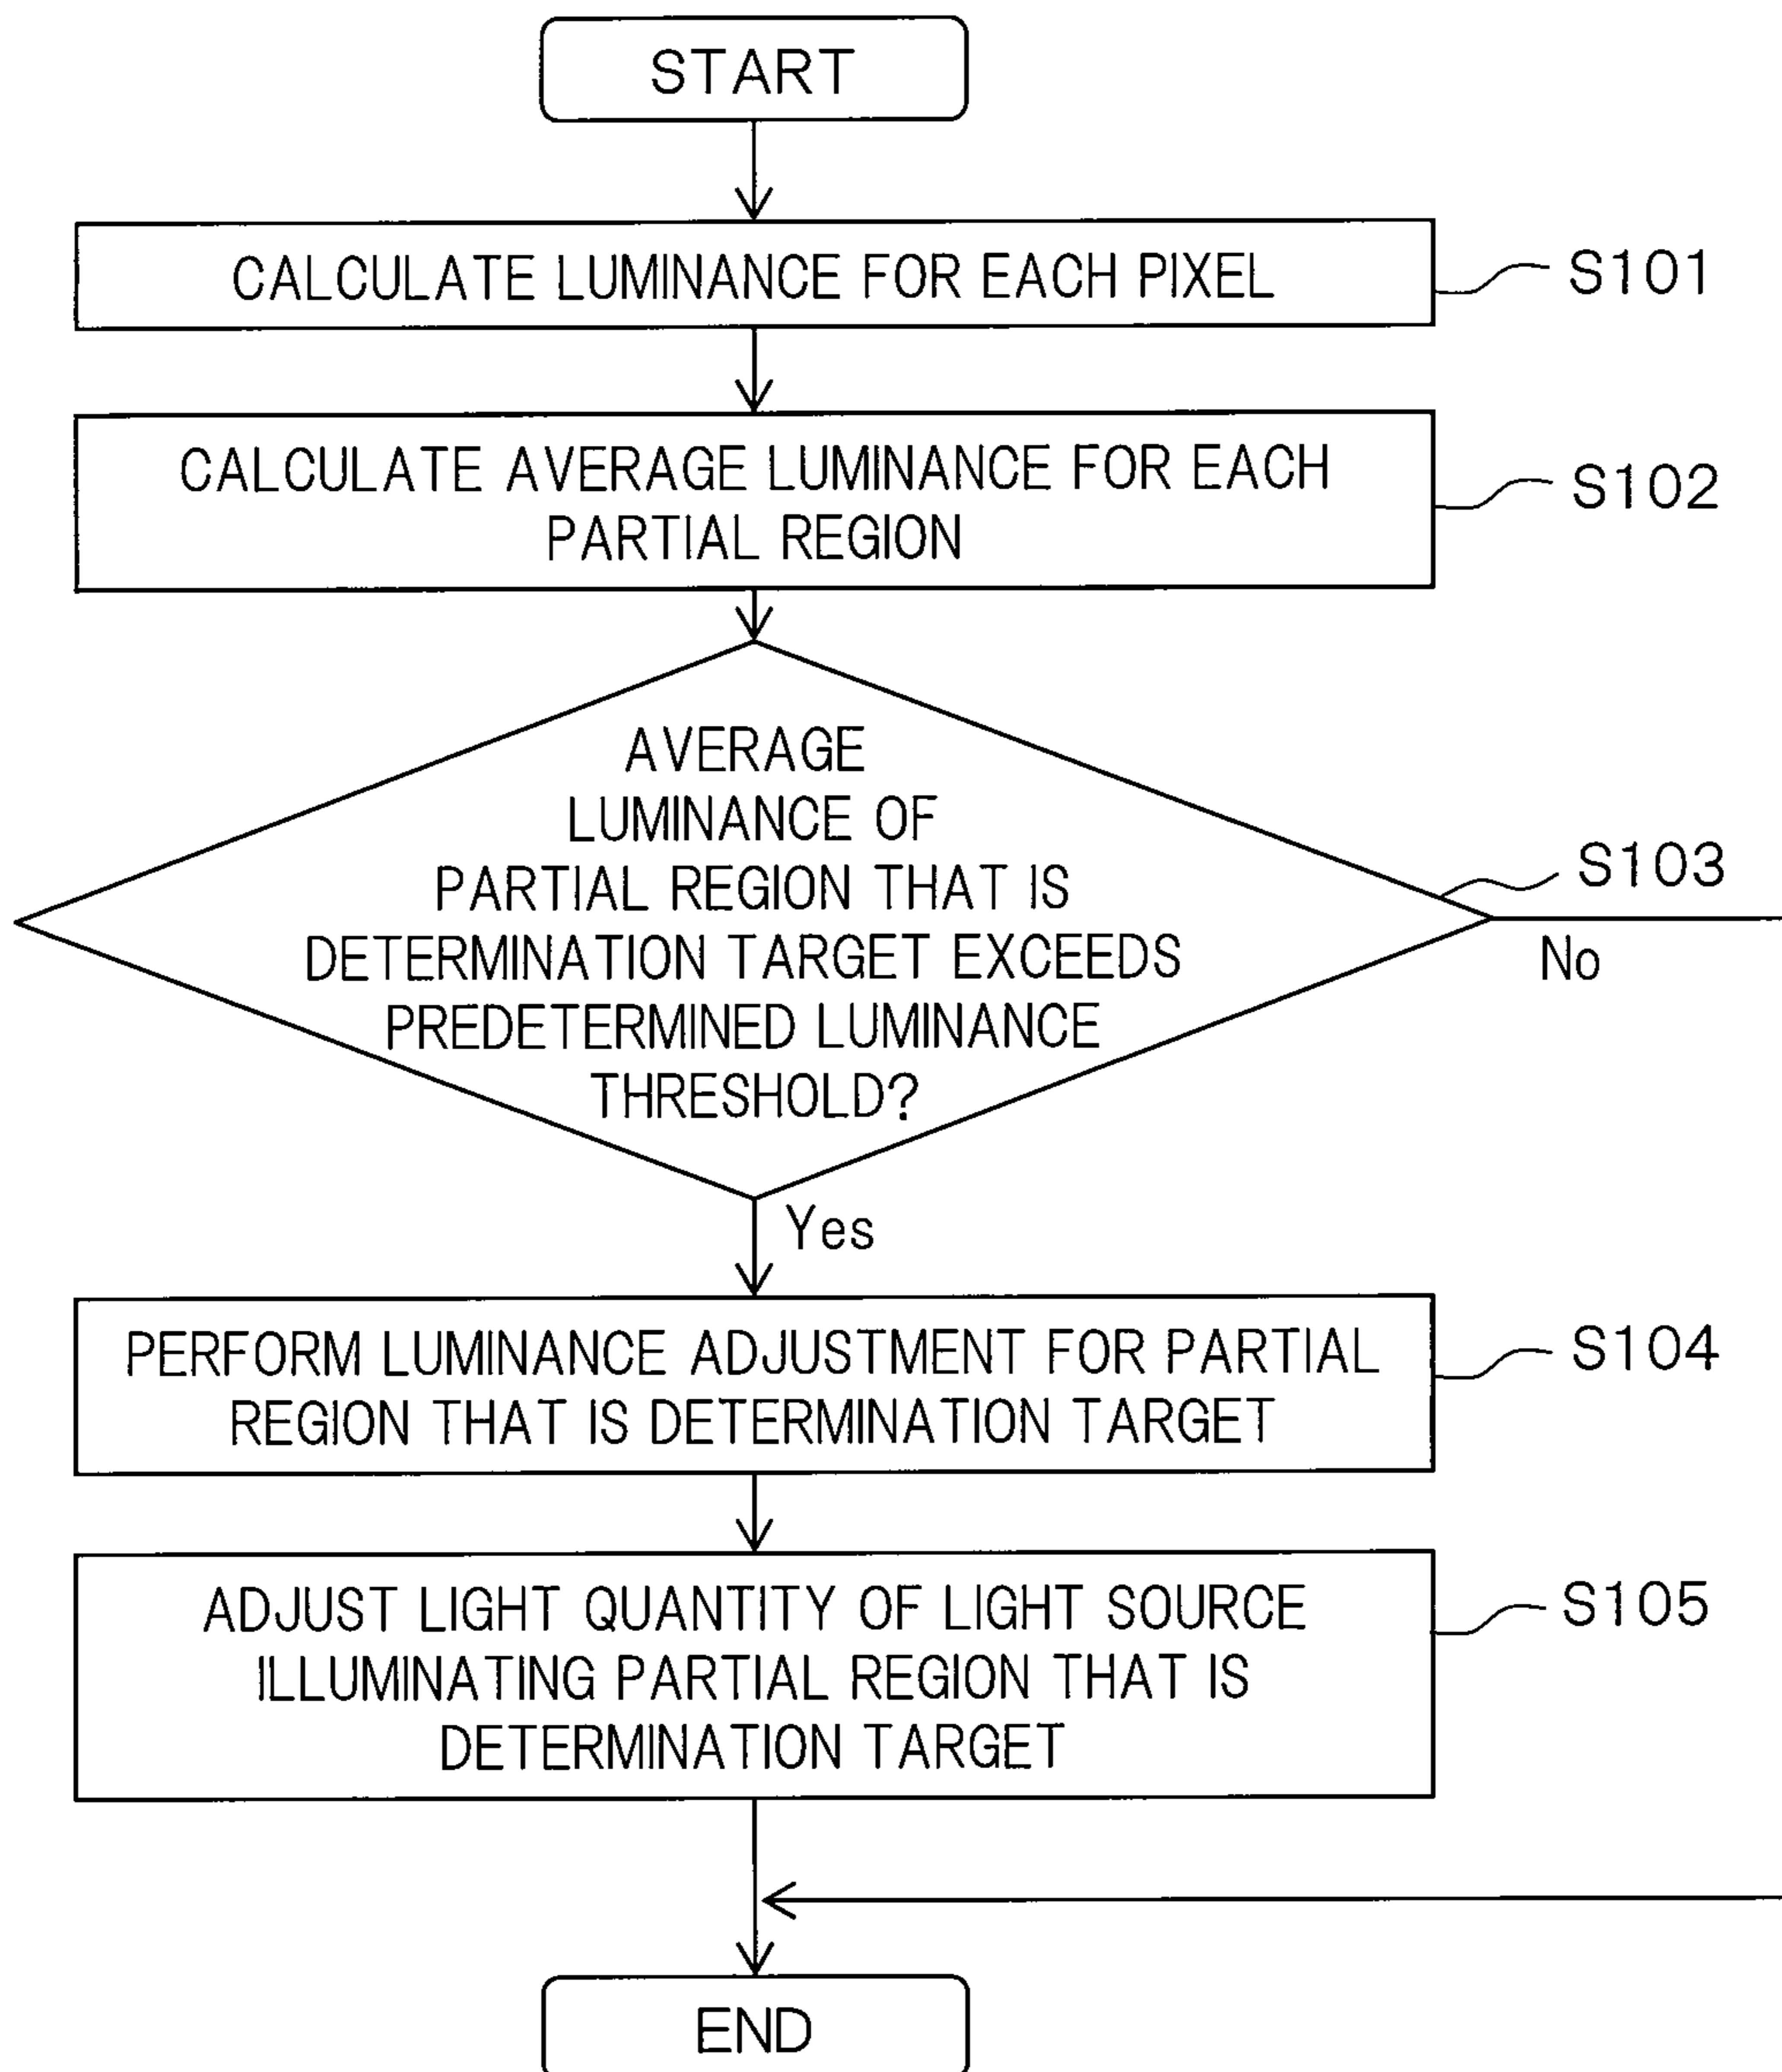 START
CALCULATE LUMINANCE FOR EACH PIXEL
S101
CALCULATE AVERAGE LUMINANCE FOR EACH
PARTIAL REGION
S102
AVERAGE
LUMINANCE OF
PARTIAL REGION THAT IS
DETERMINATION TARGET EXCEEDS
PREDETERMINED LUMINANCE
THRESHOLD?
S103
No
Yes
PERFORM LUMINANCE ADJUSTMENT FOR PARTIAL
REGION THAT IS DETERMINATION TARGET
S104
ADJUST LIGHT QUANTITY OF LIGHT SOURCE
ILLUMINATING PARTIAL REGION THAT IS
DETERMINATION TARGET
S105
END